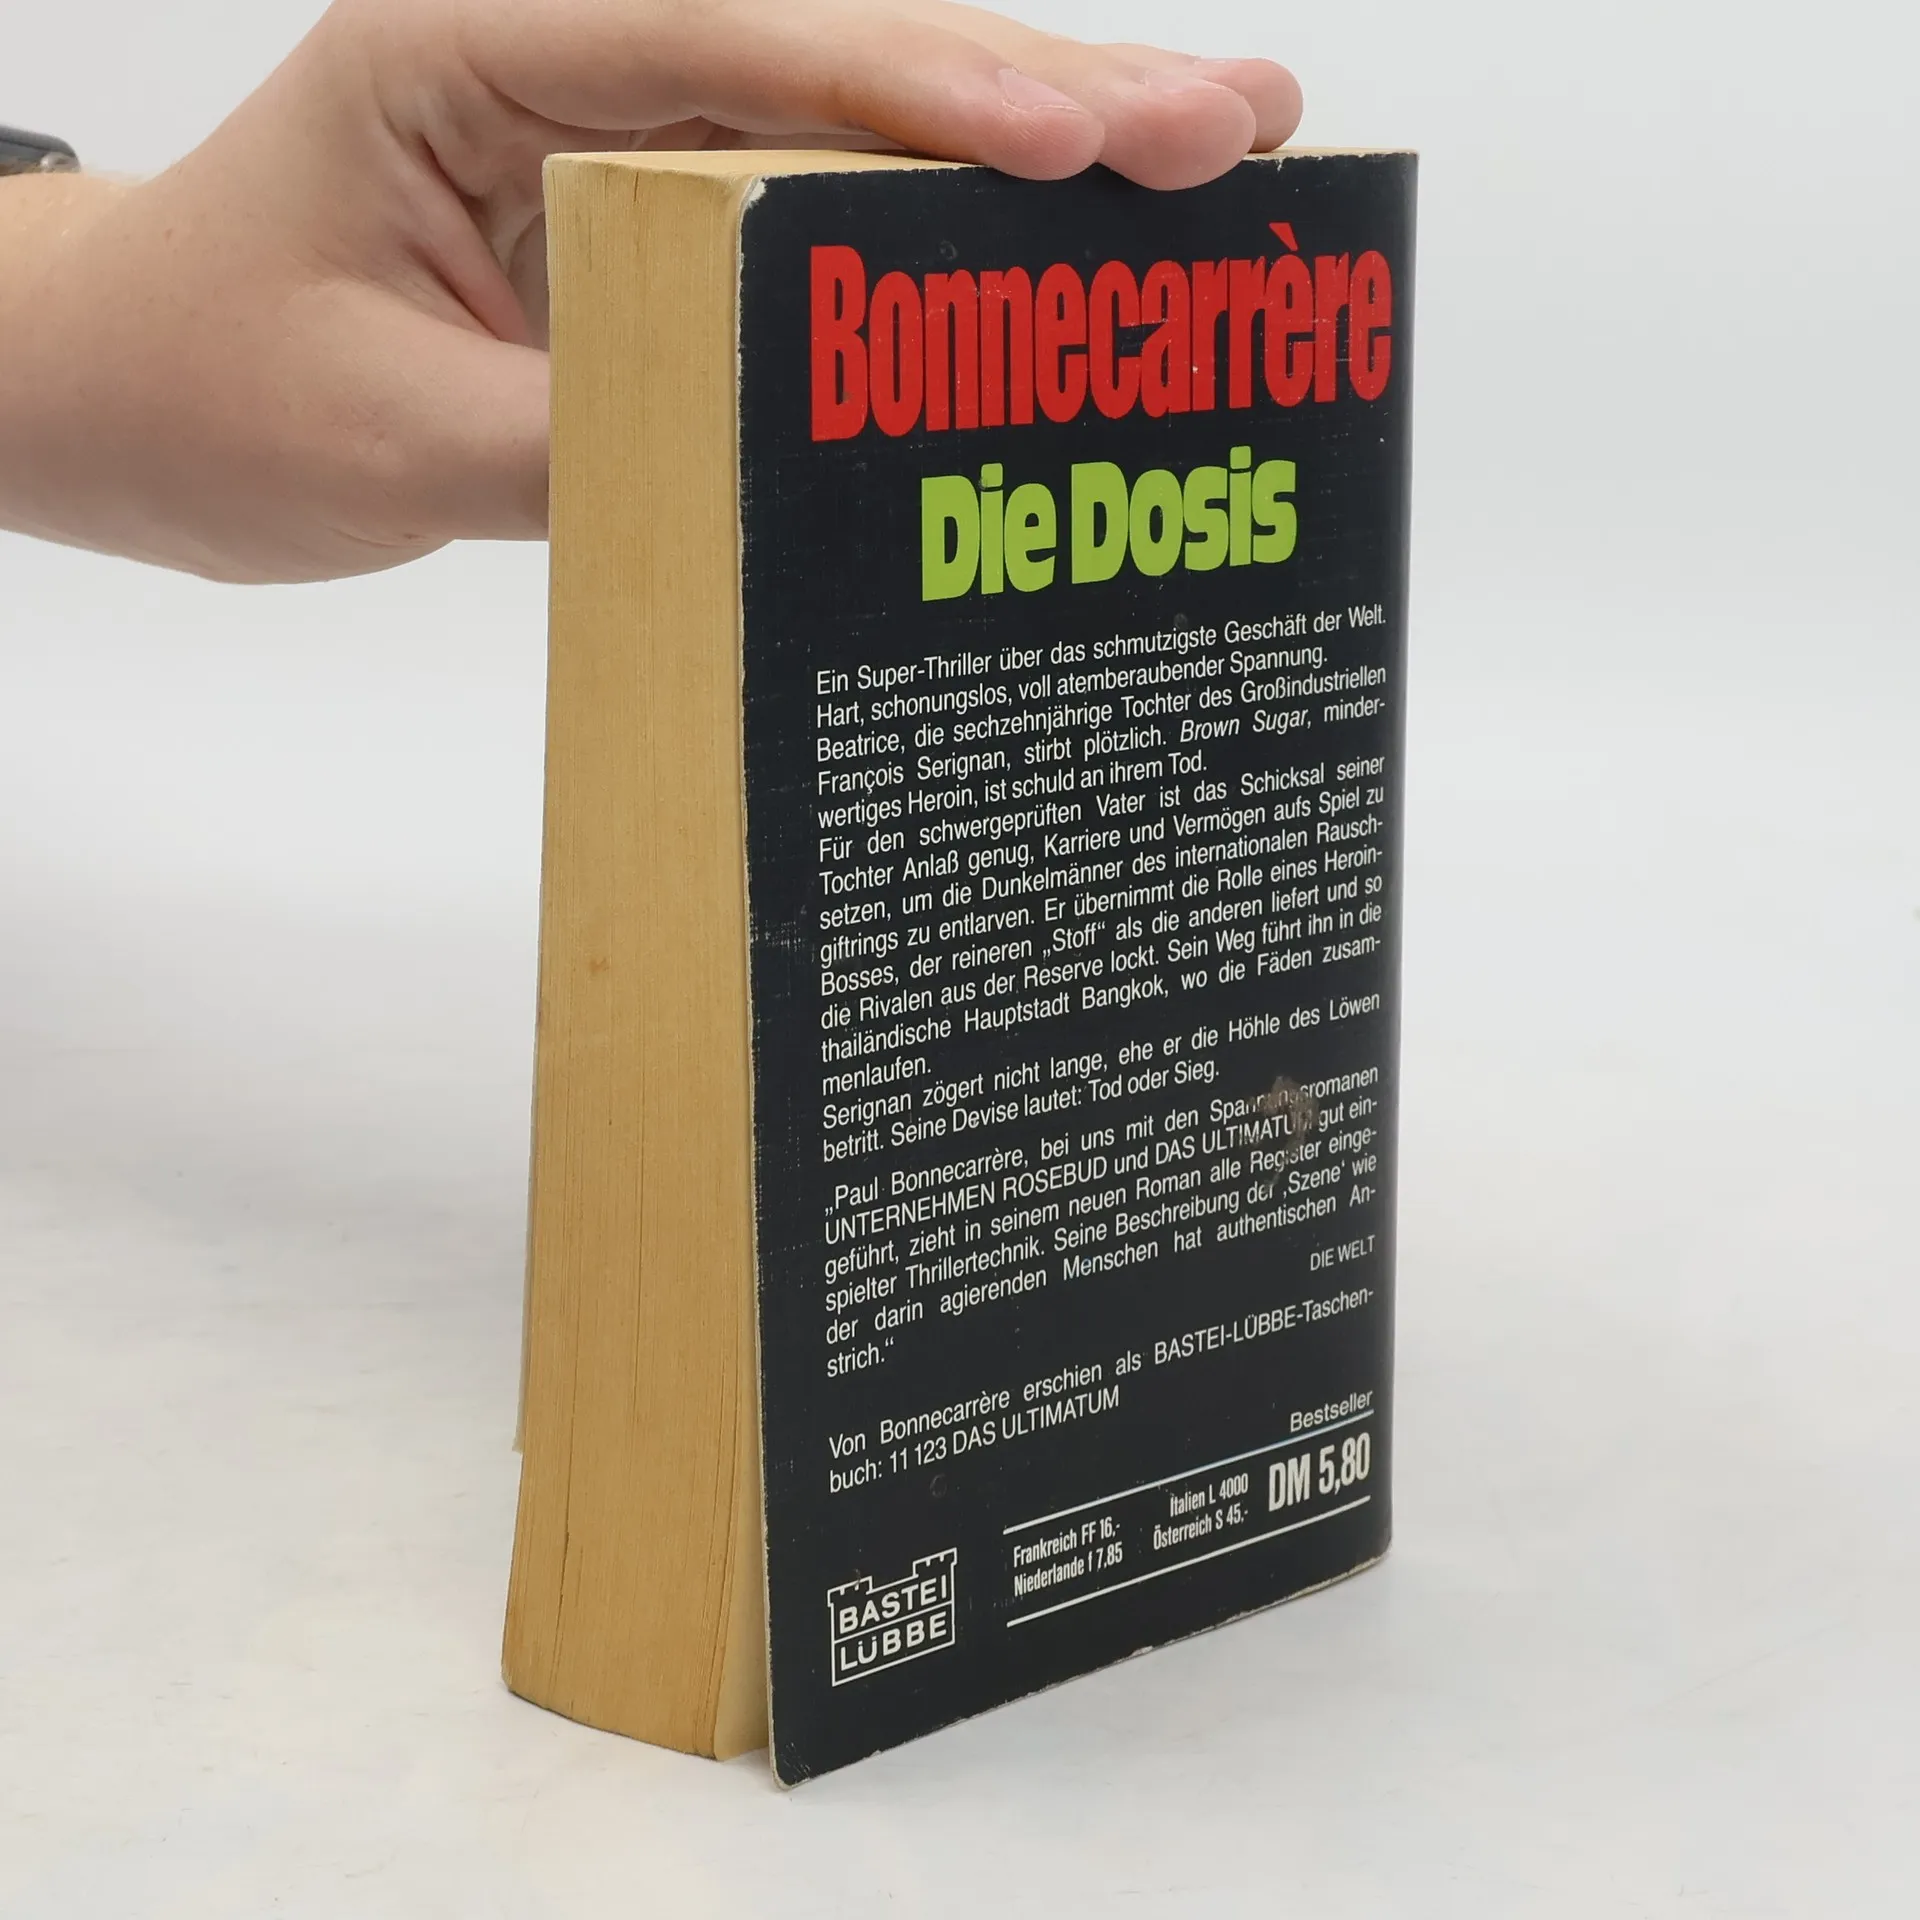 Bonnecarrère
Die Dosis
Ein Super-Thriller über das schmutzigste Geschäft der Welt.
Hart, schonungslos, voll atemberaubender Spannung.
Beatrice, die sechzehnjährige Tochter des Großindustriellen
François Serignan, stirbt plötzlich. Brown Sugar, minder-
wertiges Heroin, ist schuld an ihrem Tod.
Für den schwergeprüften Vater ist das Schicksal seiner
Tochter Anlaß genug, Karriere und Vermögen aufs Spiel zu
setzen, um die Dunkelmänner des internationalen Rausch-
giftrings zu entlarven. Er übernimmt die Rolle eines Heroin-
Bosses, der reineren „Stoff“ als die anderen liefert und so
die Rivalen aus der Reserve lockt. Sein Weg führt ihn in die
thailändische Hauptstadt Bangkok, wo die Fäden zusam-
menlaufen.
Serignan zögert nicht lange, ehe er die Höhle des Löwen
betritt. Seine Devise lautet: Tod oder Sieg.
„Paul Bonnecarrère, bei uns mit den Spannungsromanen
UNTERNEHMEN ROSEBUD und DAS ULTIMATUM gut ein-
geführt, zieht in seinem neuen Roman alle Register einge-
spielter Thrillertechnik. Seine Beschreibung der ‚Szene‘ wie
der darin agierenden Menschen hat authentischen An-
strich.“
DIE WELT
Von Bonnecarrère erschien als BASTEI-LÜBBE-Taschen-
buch: 11 123 DAS ULTIMATUM
Bestseller
Frankreich FF 16,-
Niederlande f 7,85
Italien L 4000
Österreich S 45,-
DM 5,80
BASTEI
LÜBBE